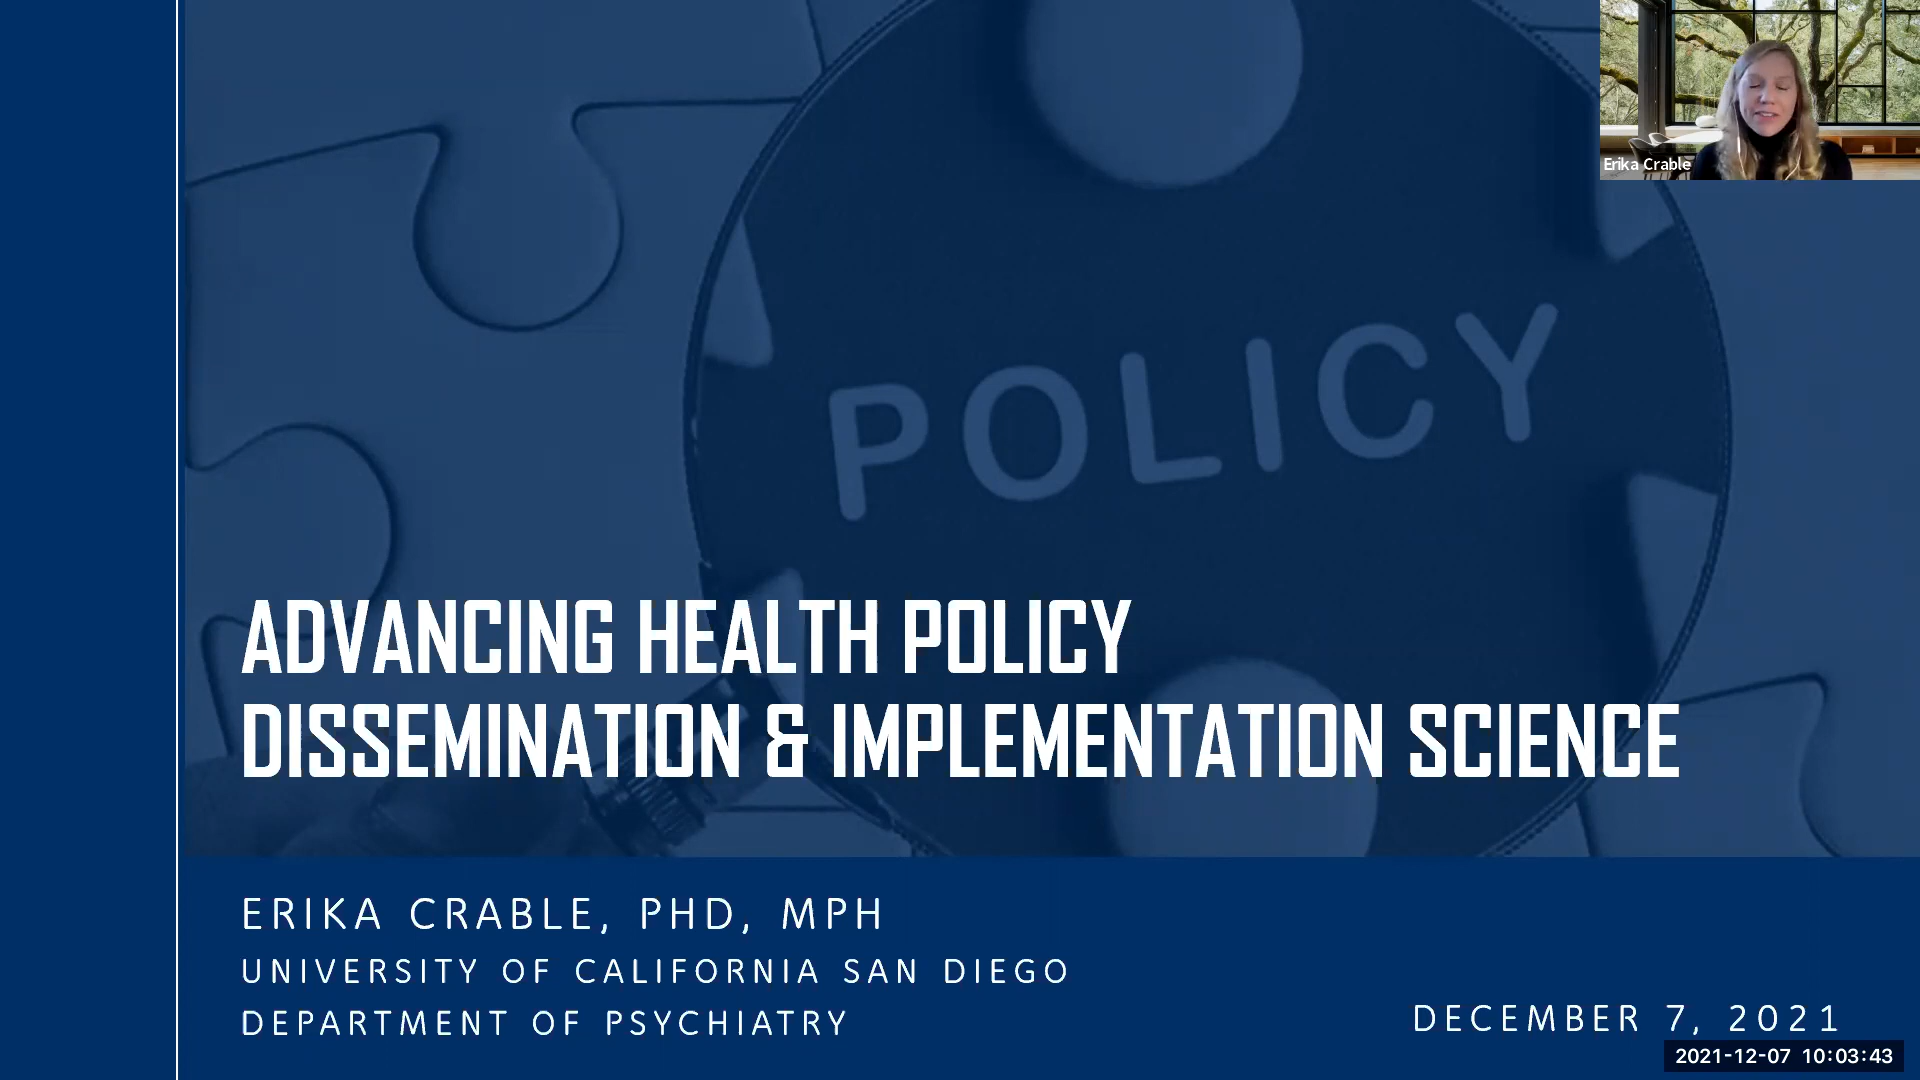 Erika Crable
POLICY
ADVANCING HEALTH POLICY
DISSEMINATION & IMPLEMENTATION SCIENCE
ERIKA CRABLE, PHD, MPH
UNIVERSITY OF CALIFORNIA SAN DIEGO
DEPARTMENT OF PSYCHIATRY
DECEMBER 7, 2021
2021-12-07 10:03:43